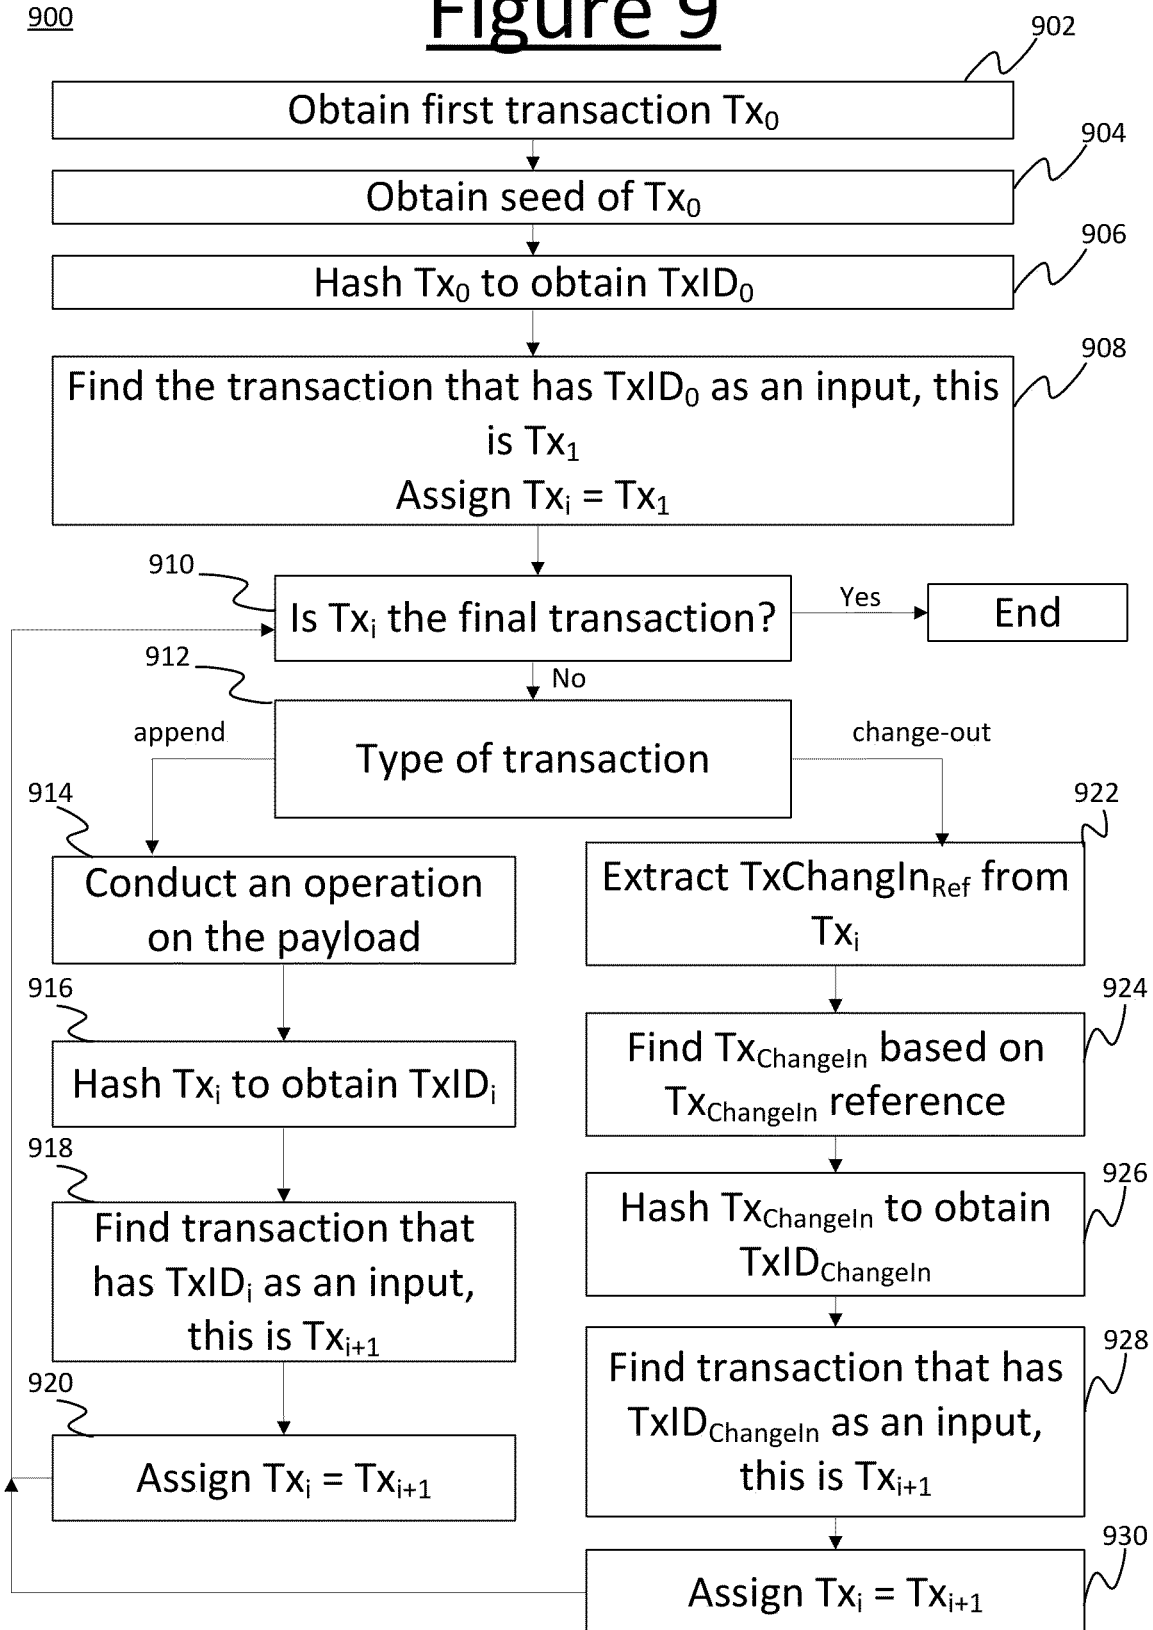 900
Figure 9
902
Obtain first transaction Tx₀
904
Obtain seed of Tx₀
906
Hash Tx₀ to obtain TxID₀
908
Find the transaction that has TxID₀ as an input, this
is Tx₁
Assign Txᵢ = Tx₁
910
Is Txᵢ the final transaction?
Yes
End
912
No
Type of transaction
append
change-out
914
Conduct an operation
on the payload
916
Hash Txᵢ to obtain TxIDᵢ
918
Find transaction that
has TxIDᵢ as an input,
this is Txᵢ₊₁
920
Assign Txᵢ = Txᵢ₊₁
922
Extract TxChangInRef from
Txᵢ
924
Find TxChangeIn based on
TxChangeIn reference
926
Hash TxChangeIn to obtain
TxIDChangeIn
928
Find transaction that has
TxIDChangeIn as an input,
this is Txᵢ₊₁
930
Assign Txᵢ = Txᵢ₊₁